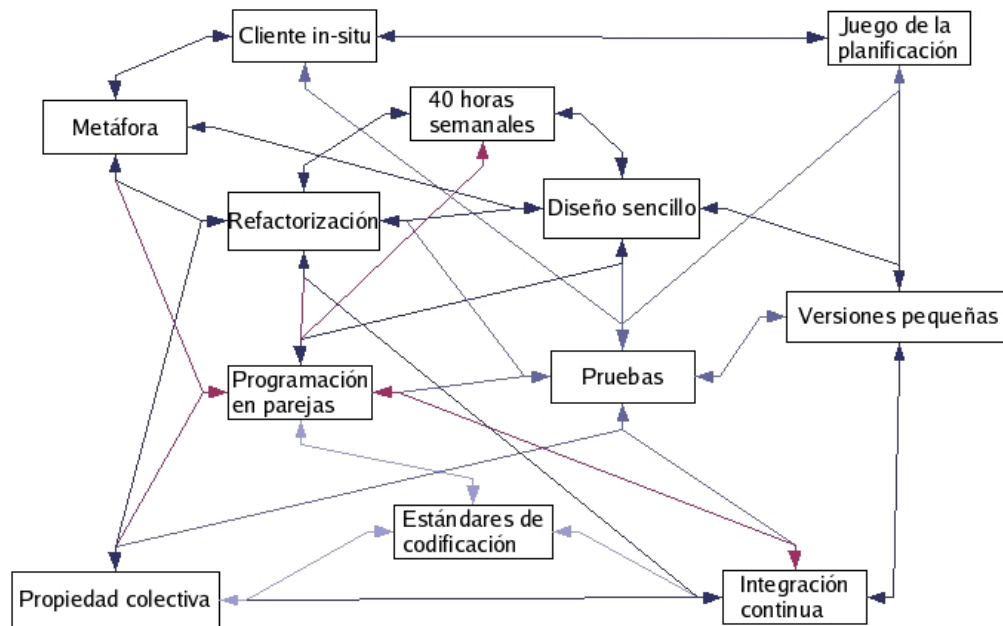 Cliente in-situ
Juego de la
planificación
40 horas
semanales
Metáfora
Refactorización
Diseño sencillo
Versiones pequeñas
Programación
en parejas
Pruebas
Estándares de
codificación
Propiedad colectiva
Integración
continua